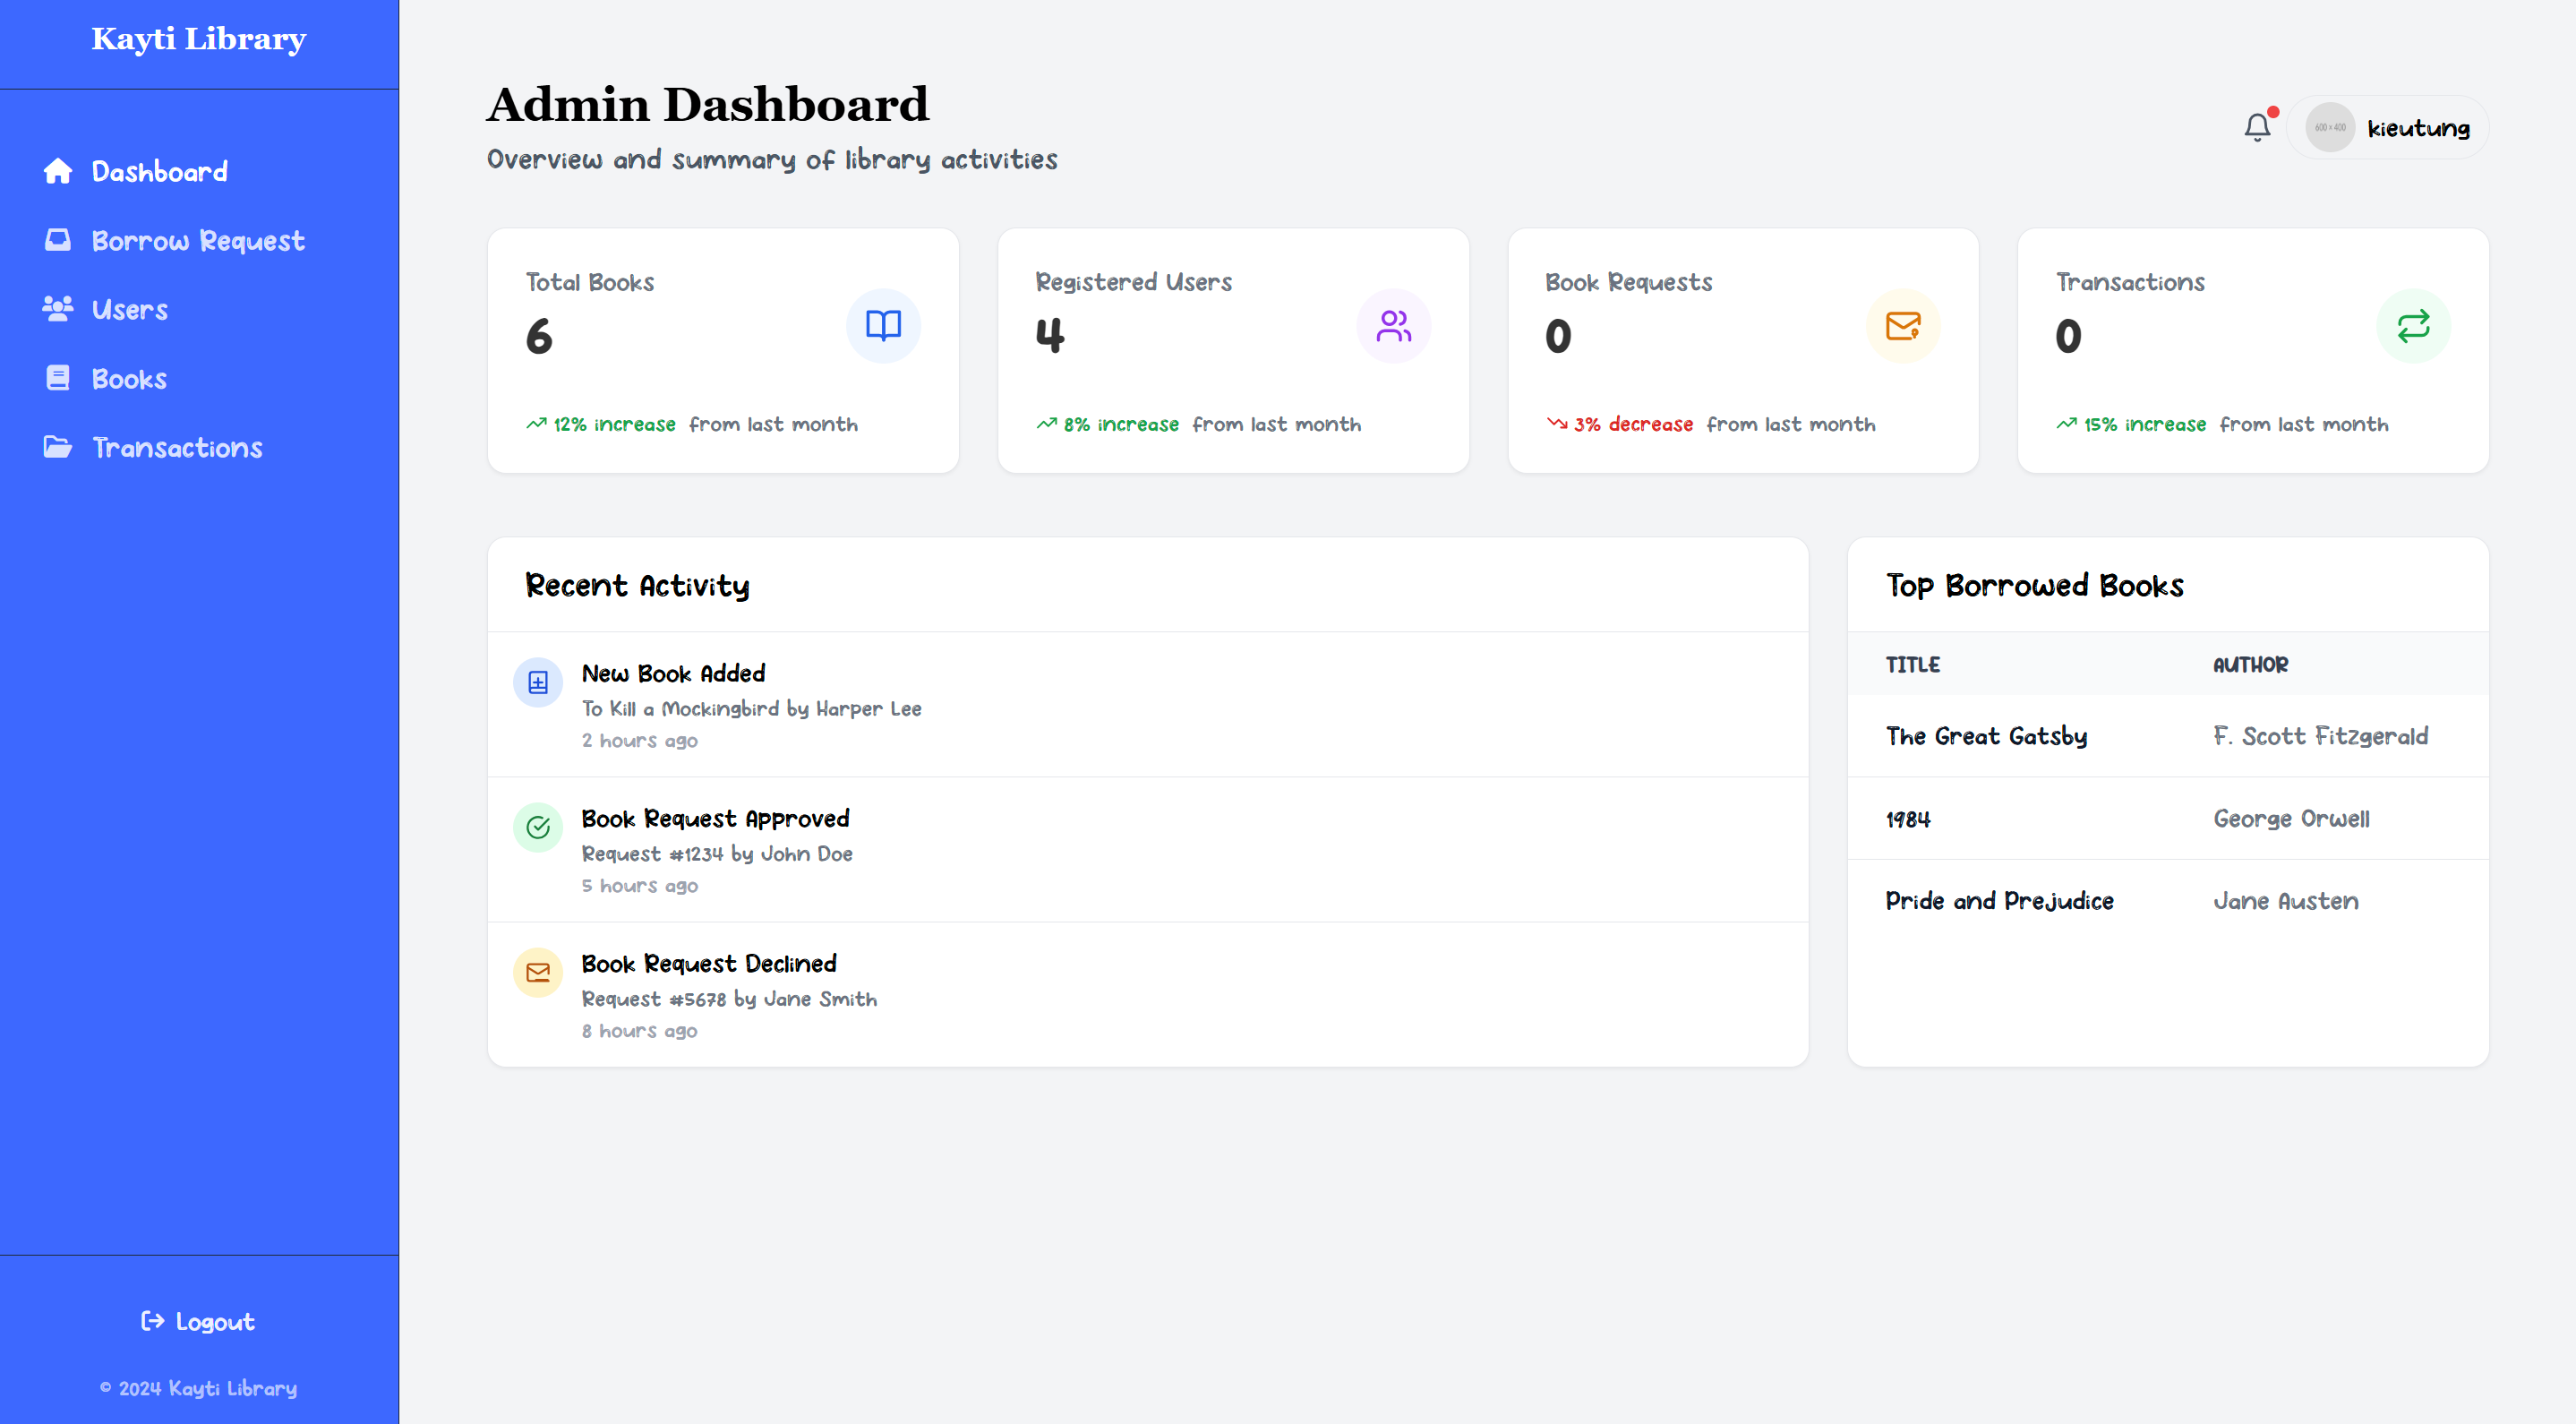 Kayti Library
Dashboard
Borrow Request
Users
Books
Transactions
Logout
© 2024 Kayti Library
Admin Dashboard
Overview and summary of library activities
600 × 400
kieutung
Total Books
6
12% increase from last month
Registered Users
4
8% increase from last month
Book Requests
0
3% decrease from last month
Transactions
0
15% increase from last month
Recent Activity
New Book Added
To Kill a Mockingbird by Harper Lee
2 hours ago
Book Request Approved
Request #1234 by John Doe
5 hours ago
Book Request Declined
Request #5678 by Jane Smith
8 hours ago
Top Borrowed Books
TITLE AUTHOR
The Great Gatsby F. Scott Fitzgerald
1984 George Orwell
Pride and Prejudice Jane Austen